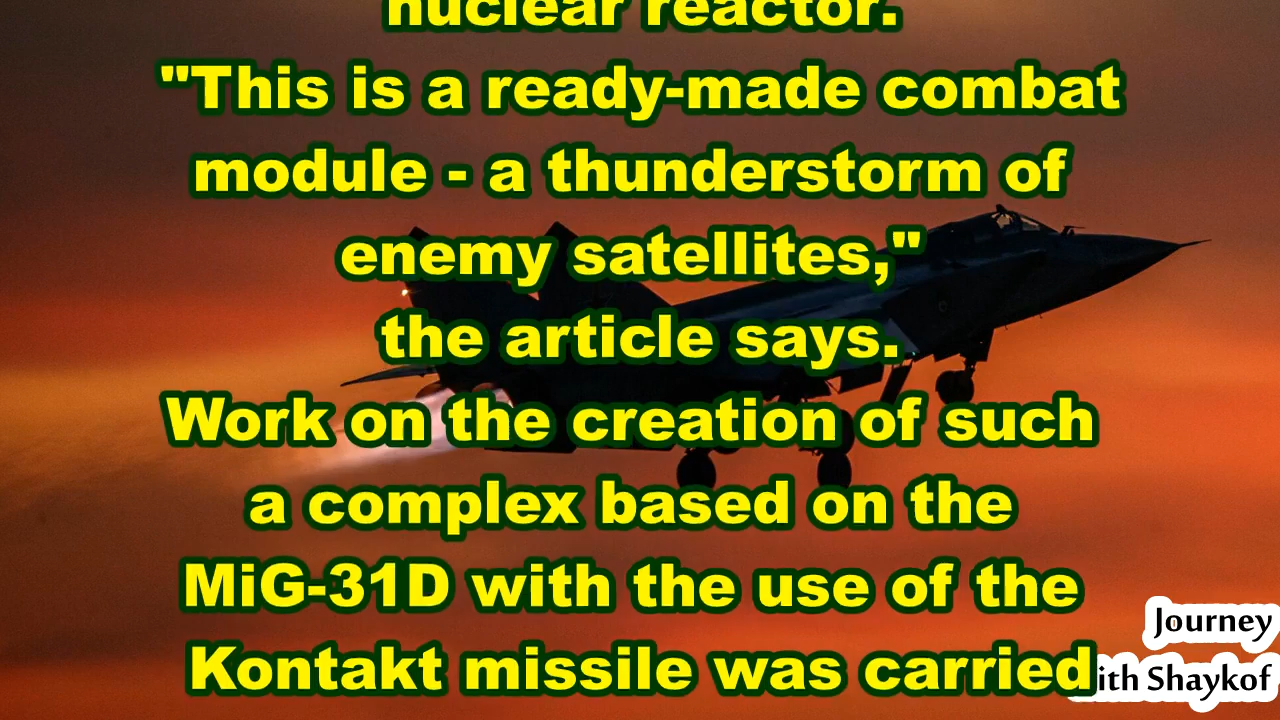 nuclear reactor.
"This is a ready-made combat
module - a thunderstorm of
enemy satellites,"
the article says.
Work on the creation of such
a complex based on the
MiG-31D with the use of the
Kontakt missile was carried
Journey
ith Shaykof